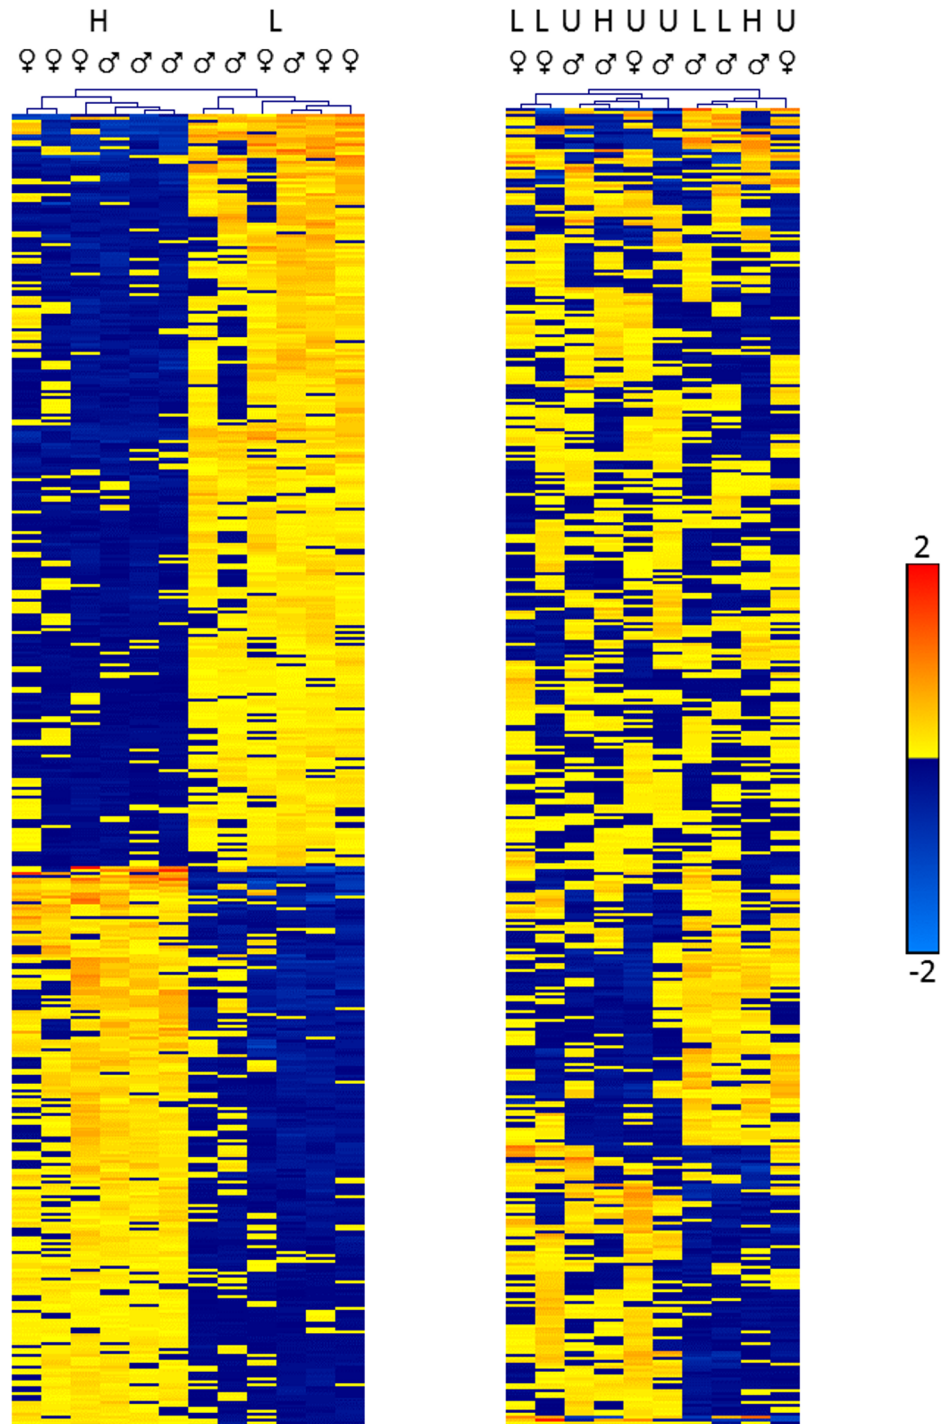 H L
♀ ♀ ♀ ♂ ♂ ♂ ♂ ♂ ♀ ♂ ♀ ♀
L L U H U U L L H U
♀ ♀ ♂ ♂ ♀ ♂ ♂ ♂ ♂ ♀
2
-2